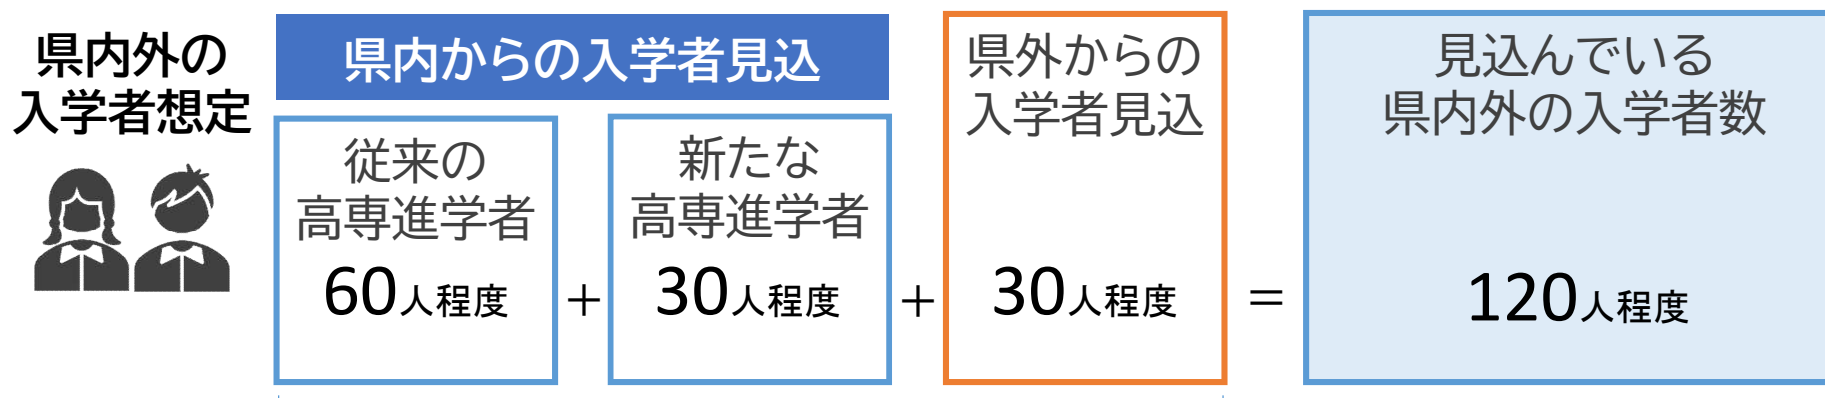 県内外の
入学者想定
県内からの入学者見込
従来の
高専進学者
60人程度
+
新たな
高専進学者
30人程度
+
県外からの
入学者見込
30人程度
=
見込んでいる
県内外の入学者数
120人程度